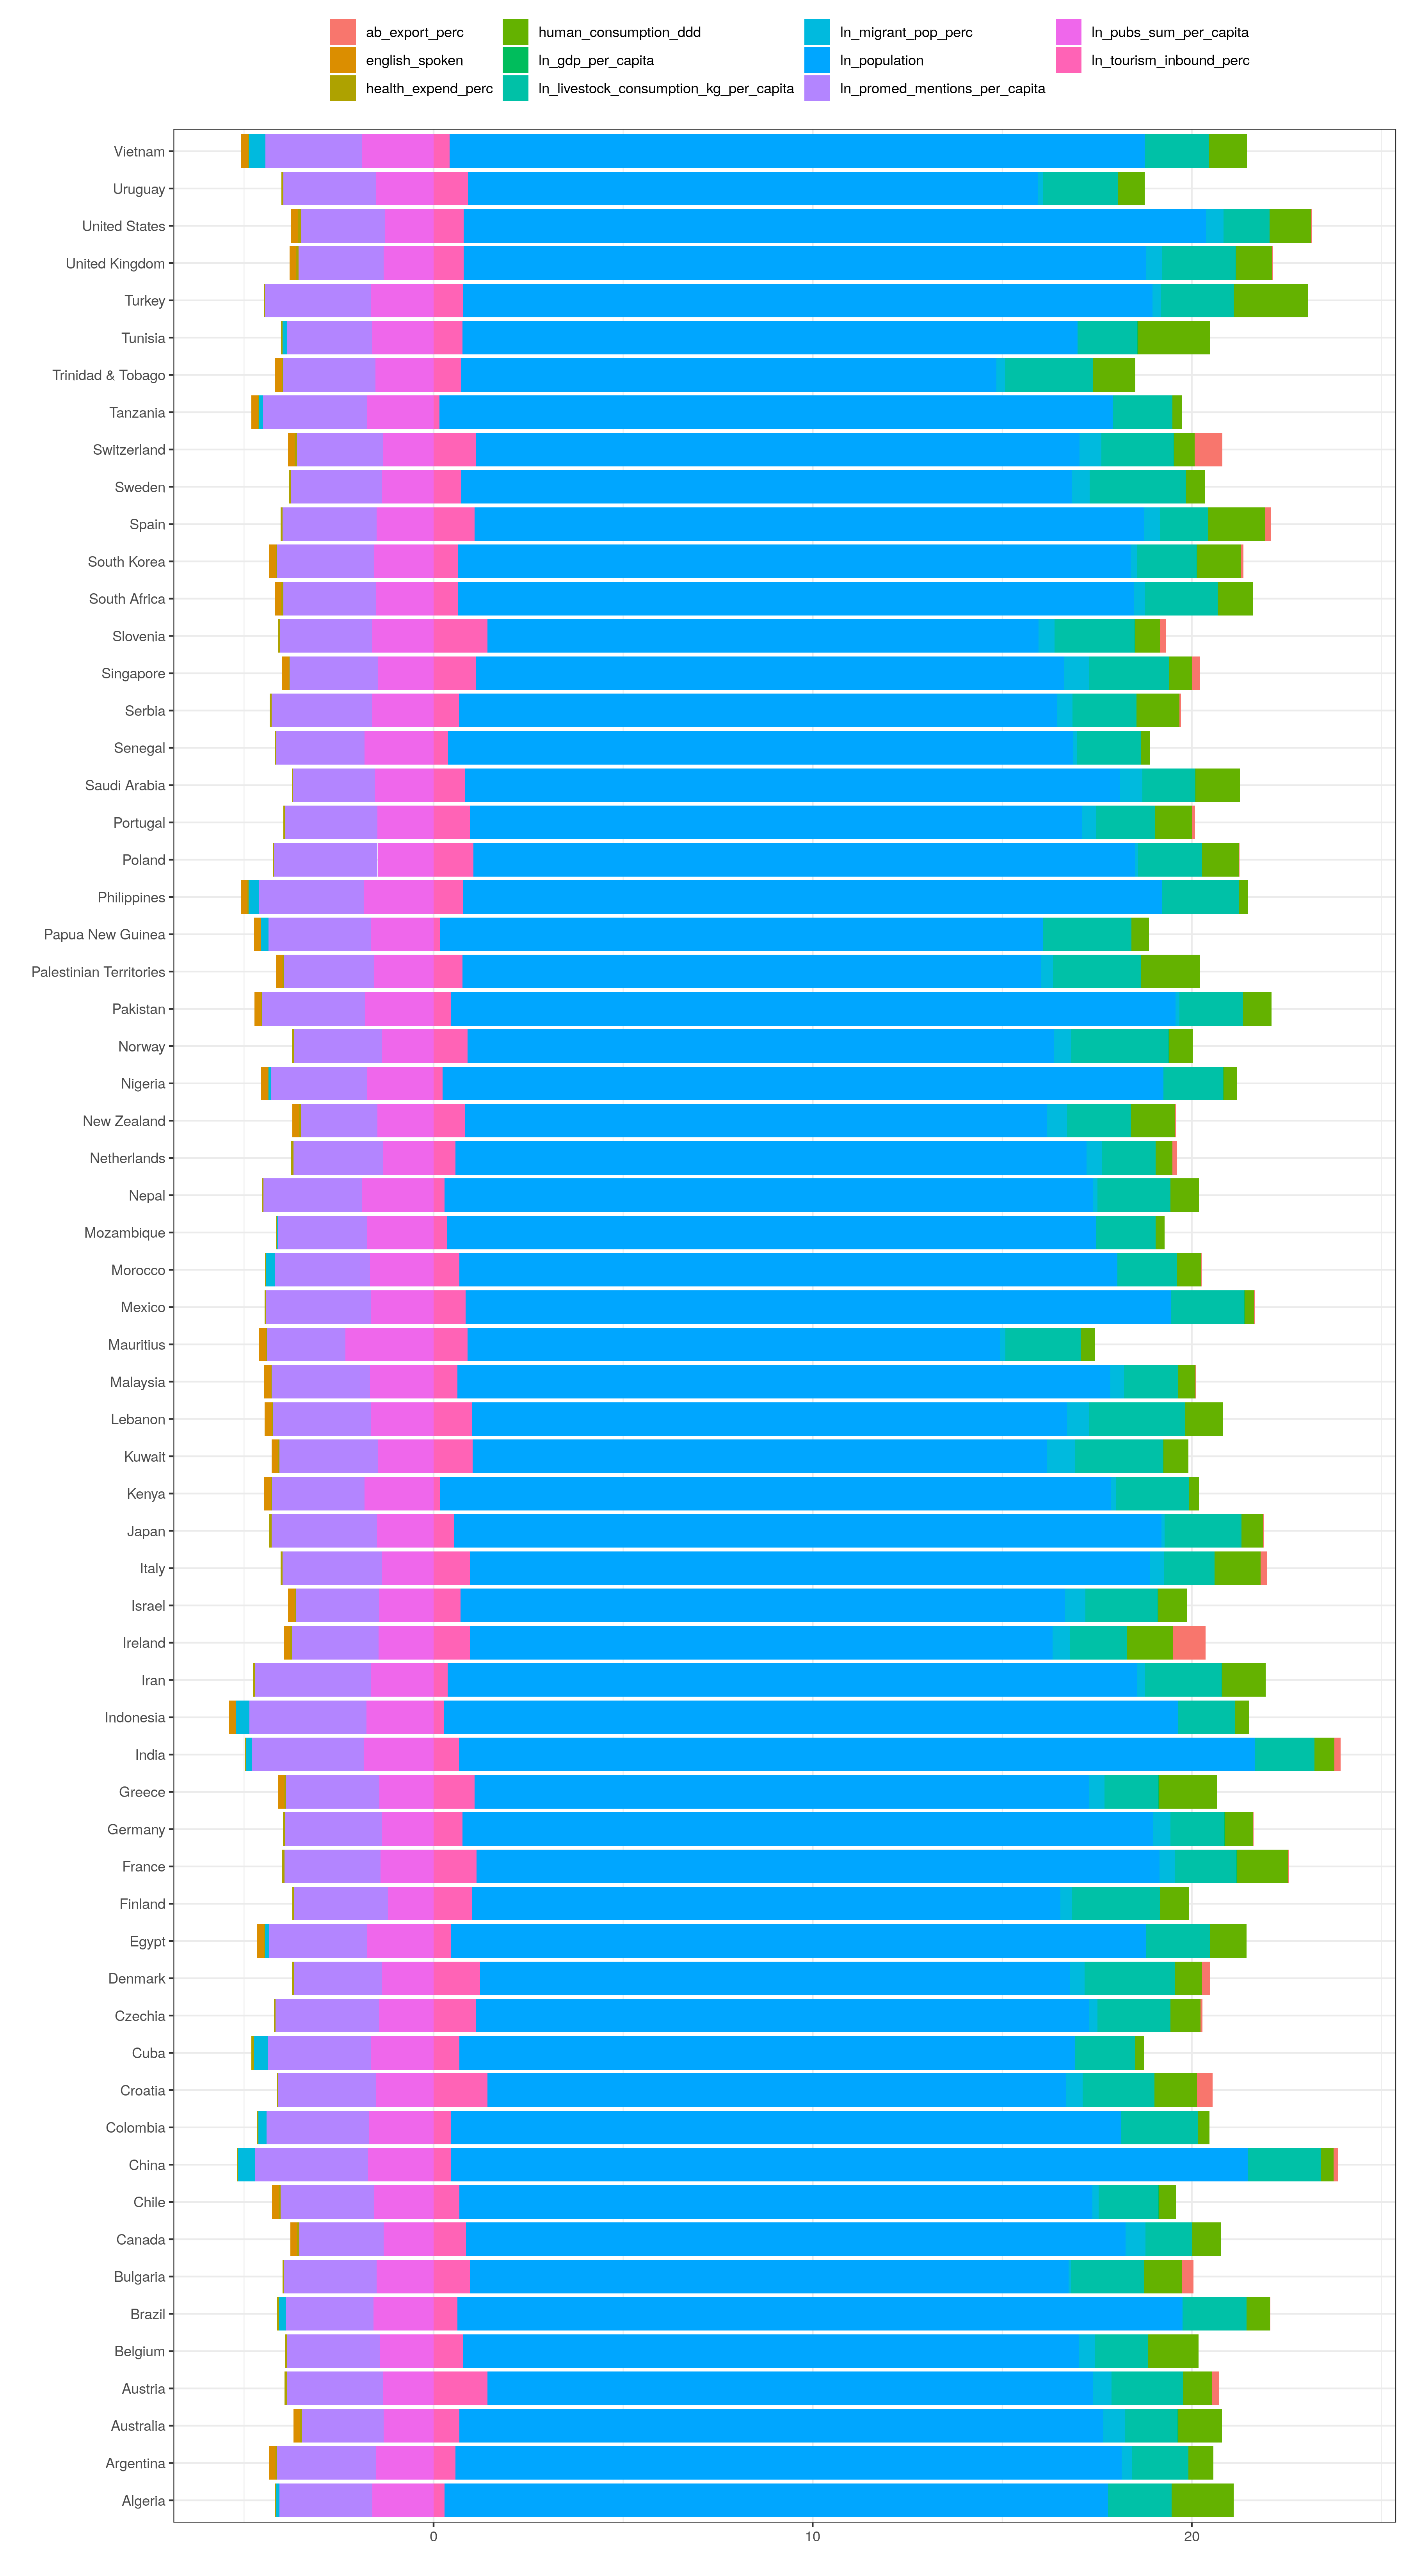 ab_export_perc human_consumption_ddd ln_migrant_pop_perc ln_pubs_sum_per_capita
english_spoken ln_gdp_per_capita ln_population ln_tourism_inbound_perc
health_expend_perc ln_livestock_consumption_kg_per_capita ln_promed_mentions_per_capita
Vietnam
Uruguay
United States
United Kingdom
Turkey
Tunisia
Trinidad & Tobago
Tanzania
Switzerland
Sweden
Spain
South Korea
South Africa
Slovenia
Singapore
Serbia
Senegal
Saudi Arabia
Portugal
Poland
Philippines
Papua New Guinea
Palestinian Territories
Pakistan
Norway
Nigeria
New Zealand
Netherlands
Nepal
Mozambique
Morocco
Mexico
Mauritius
Malaysia
Lebanon
Kuwait
Kenya
Japan
Italy
Israel
Ireland
Iran
Indonesia
India
Greece
Germany
France
Finland
Egypt
Denmark
Czechia
Cuba
Croatia
Colombia
China
Chile
Canada
Bulgaria
Brazil
Belgium
Austria
Australia
Argentina
Algeria
0 10 20